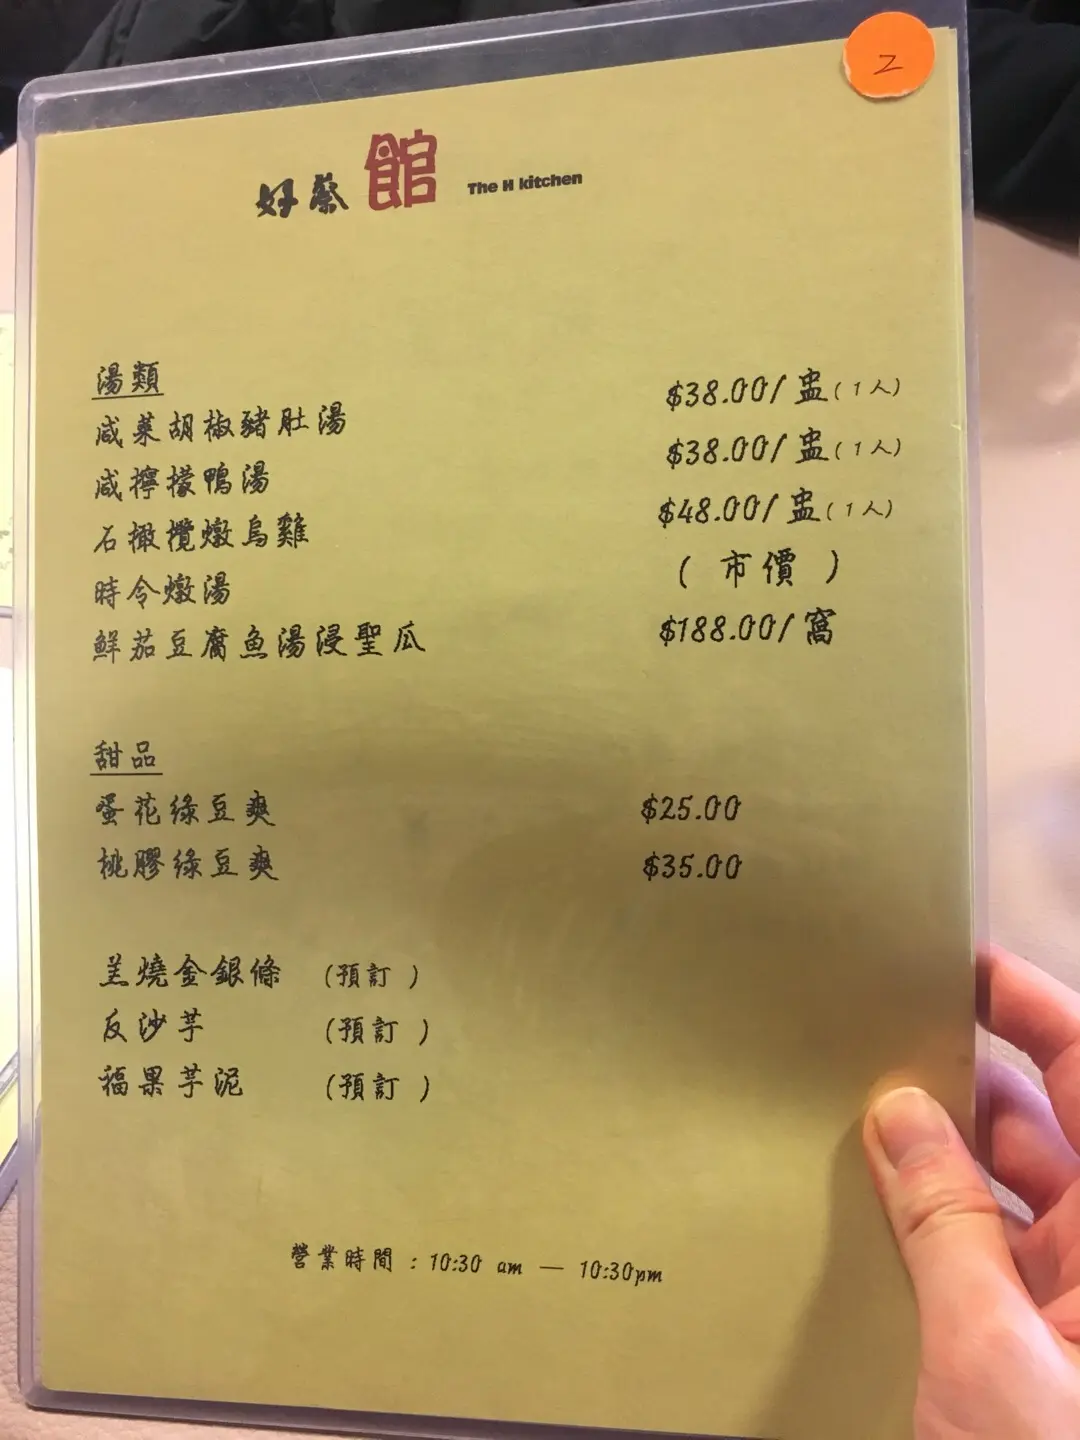 2
好蔡館 The H kitchen
湯類
咸菜胡椒豬肚湯 $38.00/盅(1人)
咸檸檬鴨湯 $38.00/盅(1人)
石橄欖燉烏雞 $48.00/盅(1人)
時令燉湯 ( 市價 )
鮮茄豆腐魚湯浸聖瓜 $188.00/窩
甜品
蛋花綠豆爽 $25.00
桃膠綠豆爽 $35.00
羔燒金銀條 (預訂 )
反沙芋 (預訂 )
福果芋泥 (預訂 )
營業時間 : 10:30 am — 10:30pm